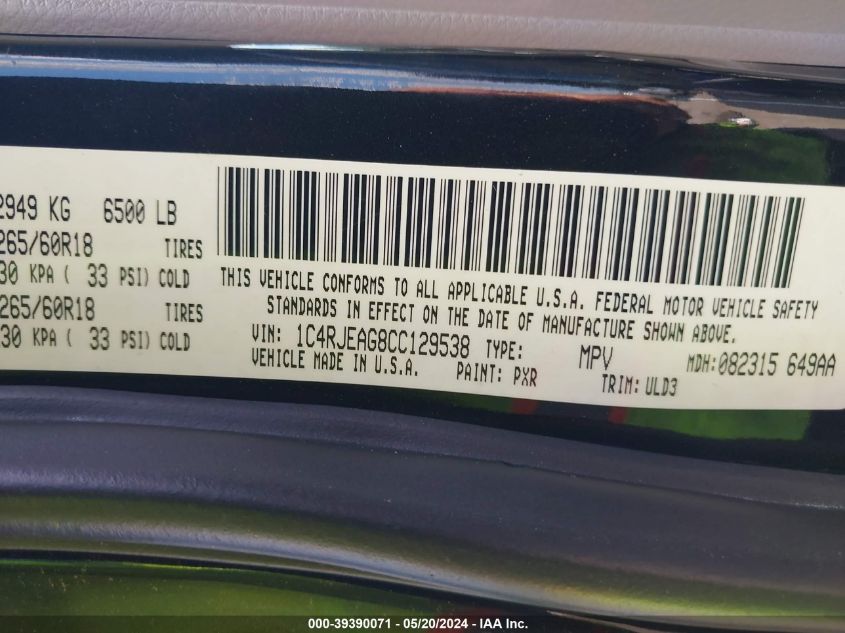 2949 KG 6500 LB
265/60R18 TIRES
30 KPA ( 33 PSI) COLD
265/60R18 TIRES
30 KPA ( 33 PSI) COLD
THIS VEHICLE CONFORMS TO ALL APPLICABLE U.S.A. FEDERAL MOTOR VEHICLE SAFETY
STANDARDS IN EFFECT ON THE DATE OF MANUFACTURE SHOWN ABOVE.
VIN: 1C4RJEAG8CC129538 TYPE: MPV MDH:082315 649AA
VEHICLE MADE IN U.S.A. PAINT: PXR TRIM: ULD3
000-39390071 - 05/20/2024 - IAA Inc.